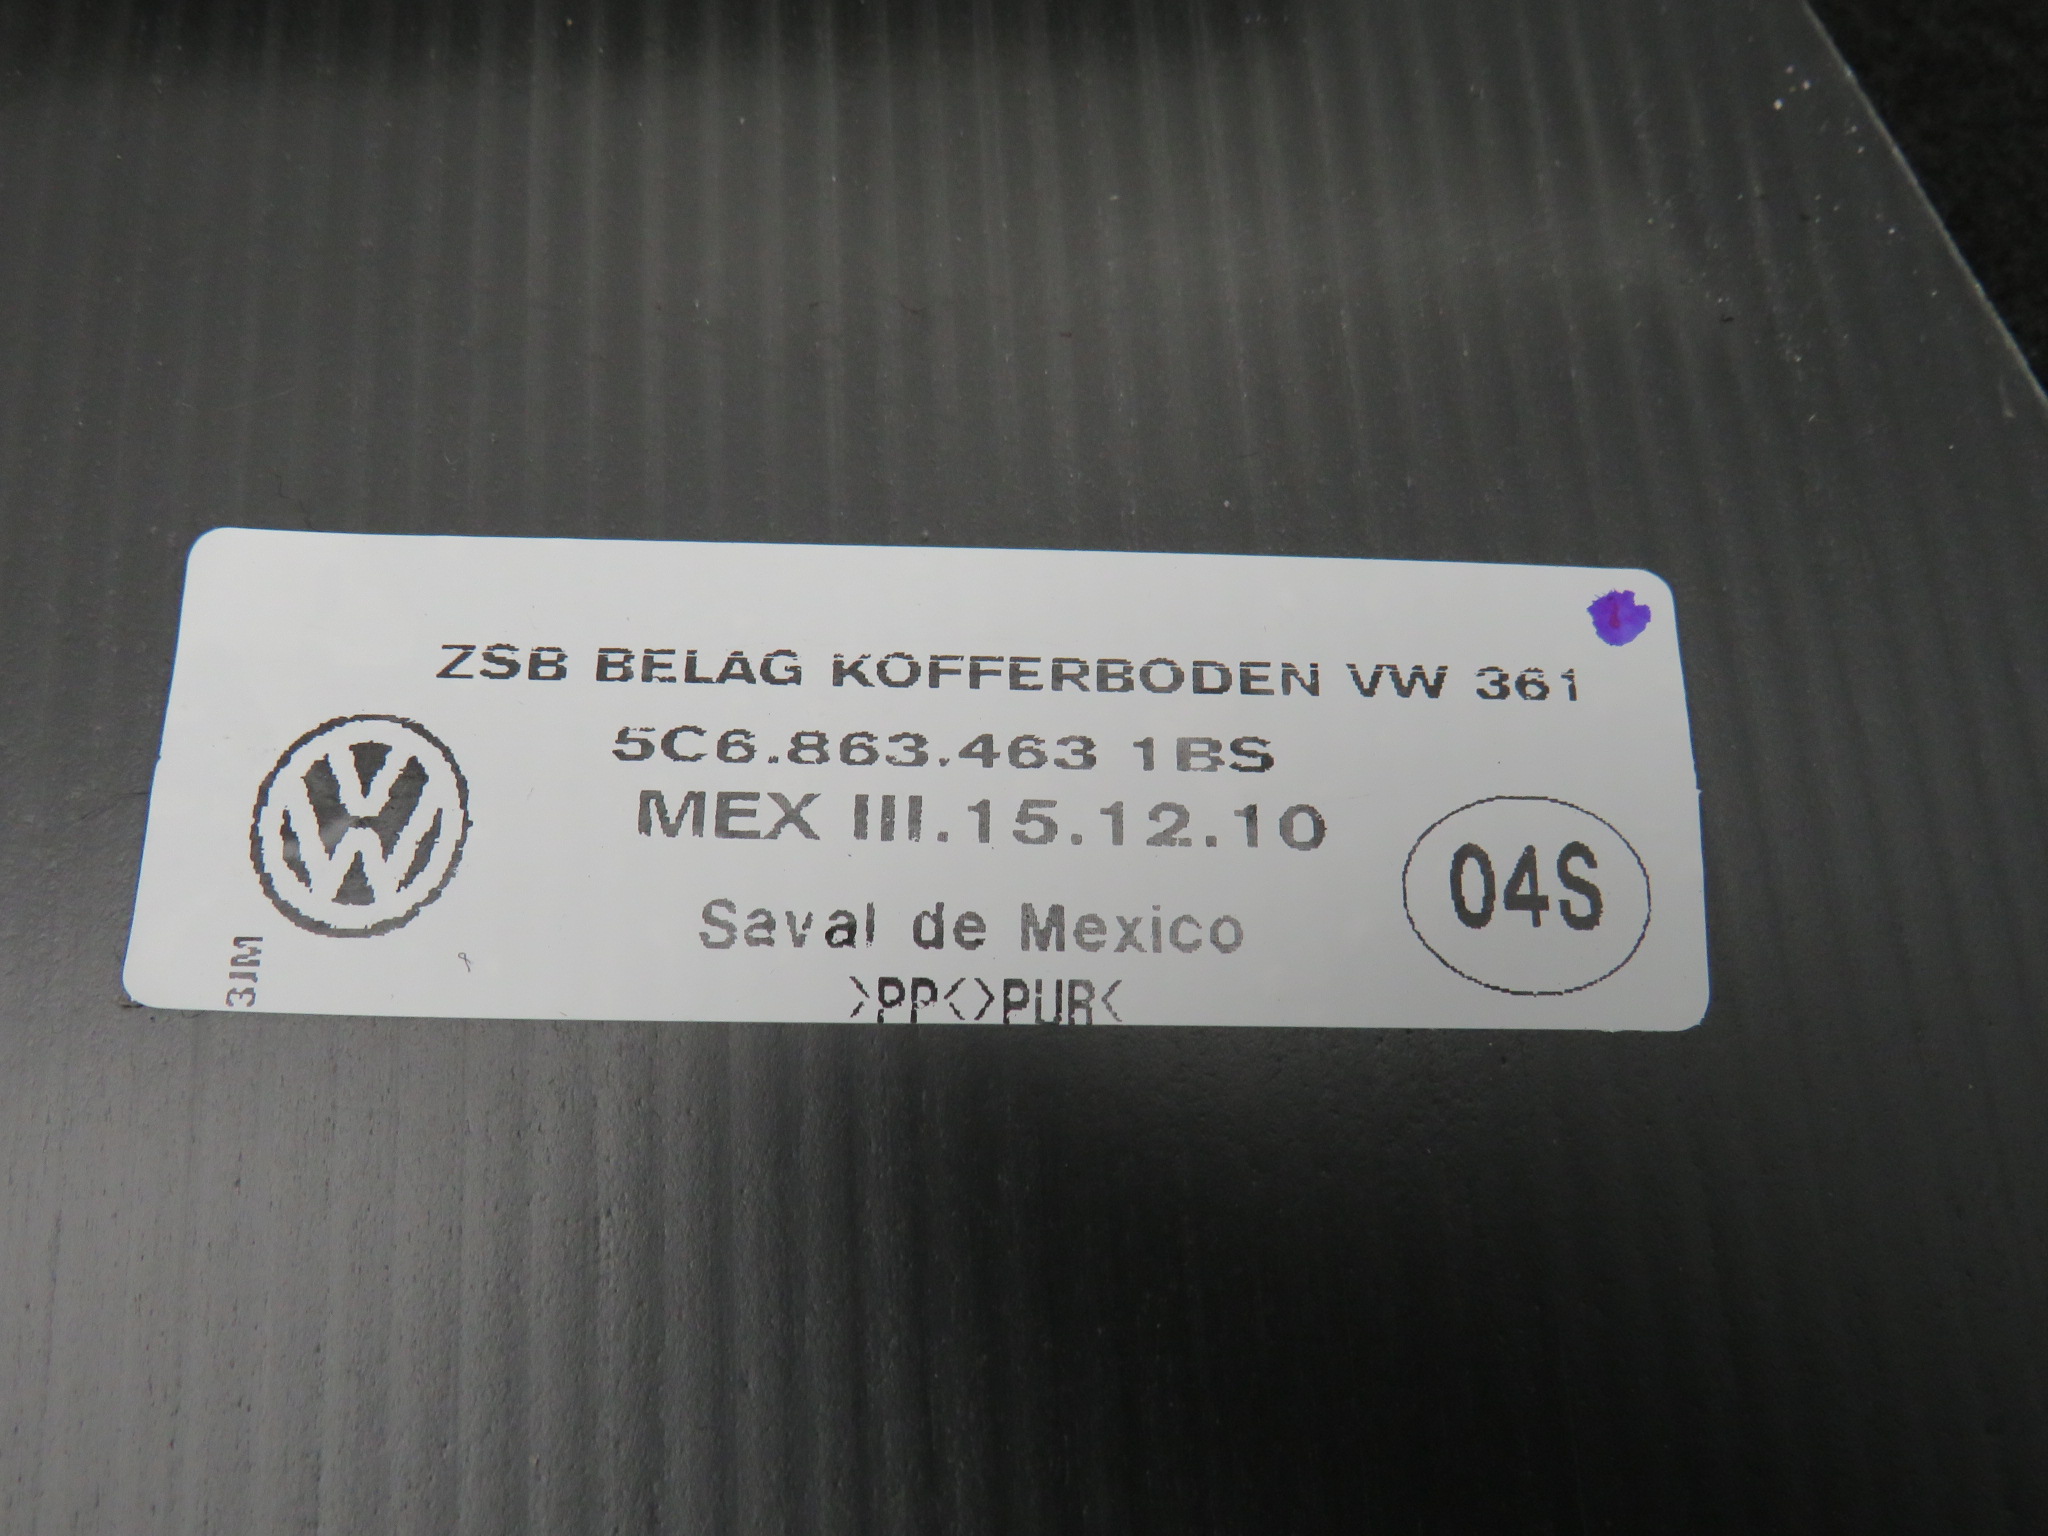 ZSB BELAG KOFFERBODEN VW 361
5C6.863.463 1BS
MEX III.15.12.10
04S
Saval de Mexico
>PP<>PUR<
3JM